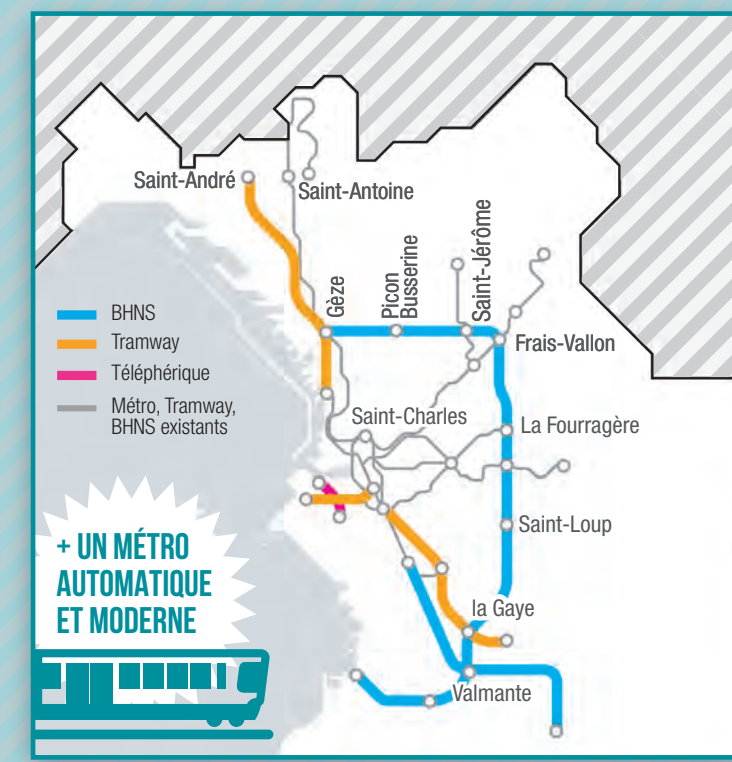 Saint-André
Saint-Antoine
Gèze
Picon
Busserine
Saint-Jérôme
Frais-Vallon
BHNS
Tramway
Téléphérique
Métro, Tramway,
BHNS existants
Saint-Charles
La Fourragère
Saint-Loup
+ UN MÉTRO
AUTOMATIQUE
ET MODERNE
la Gaye
Valmante